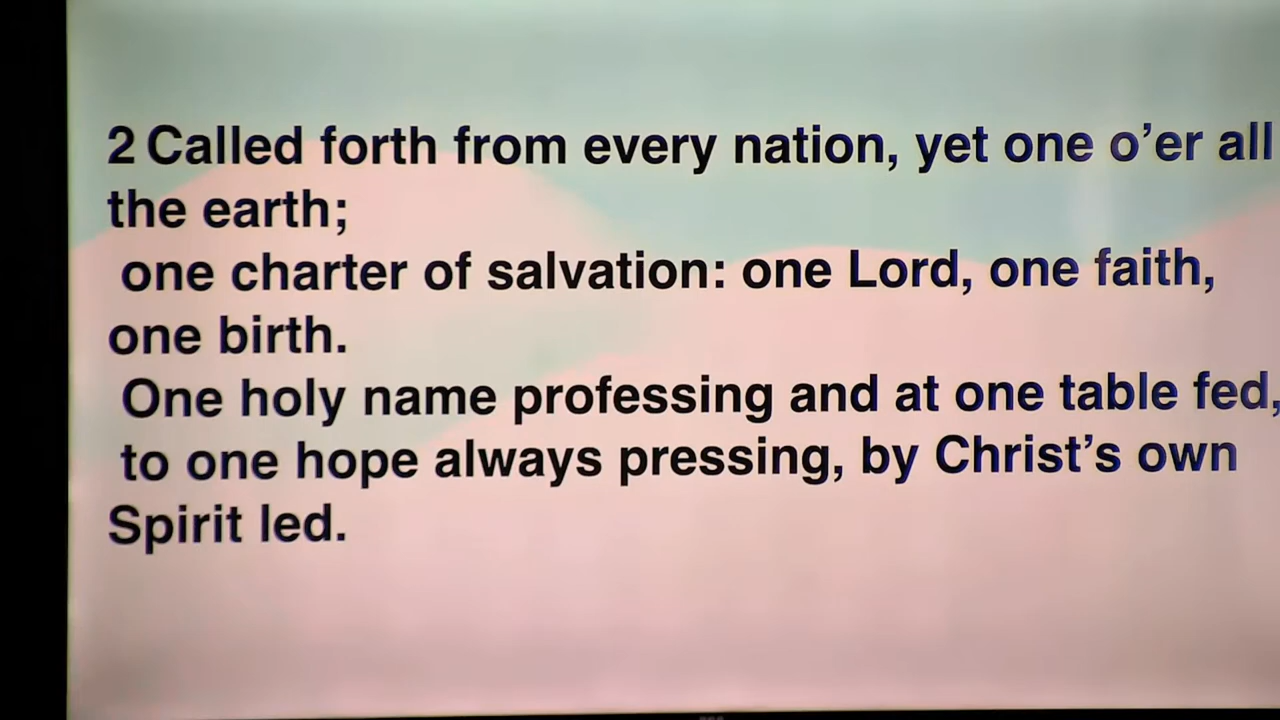 2 Called forth from every nation, yet one o’er all
the earth;
one charter of salvation: one Lord, one faith,
one birth.
One holy name professing and at one table fed,
to one hope always pressing, by Christ’s own
Spirit led.